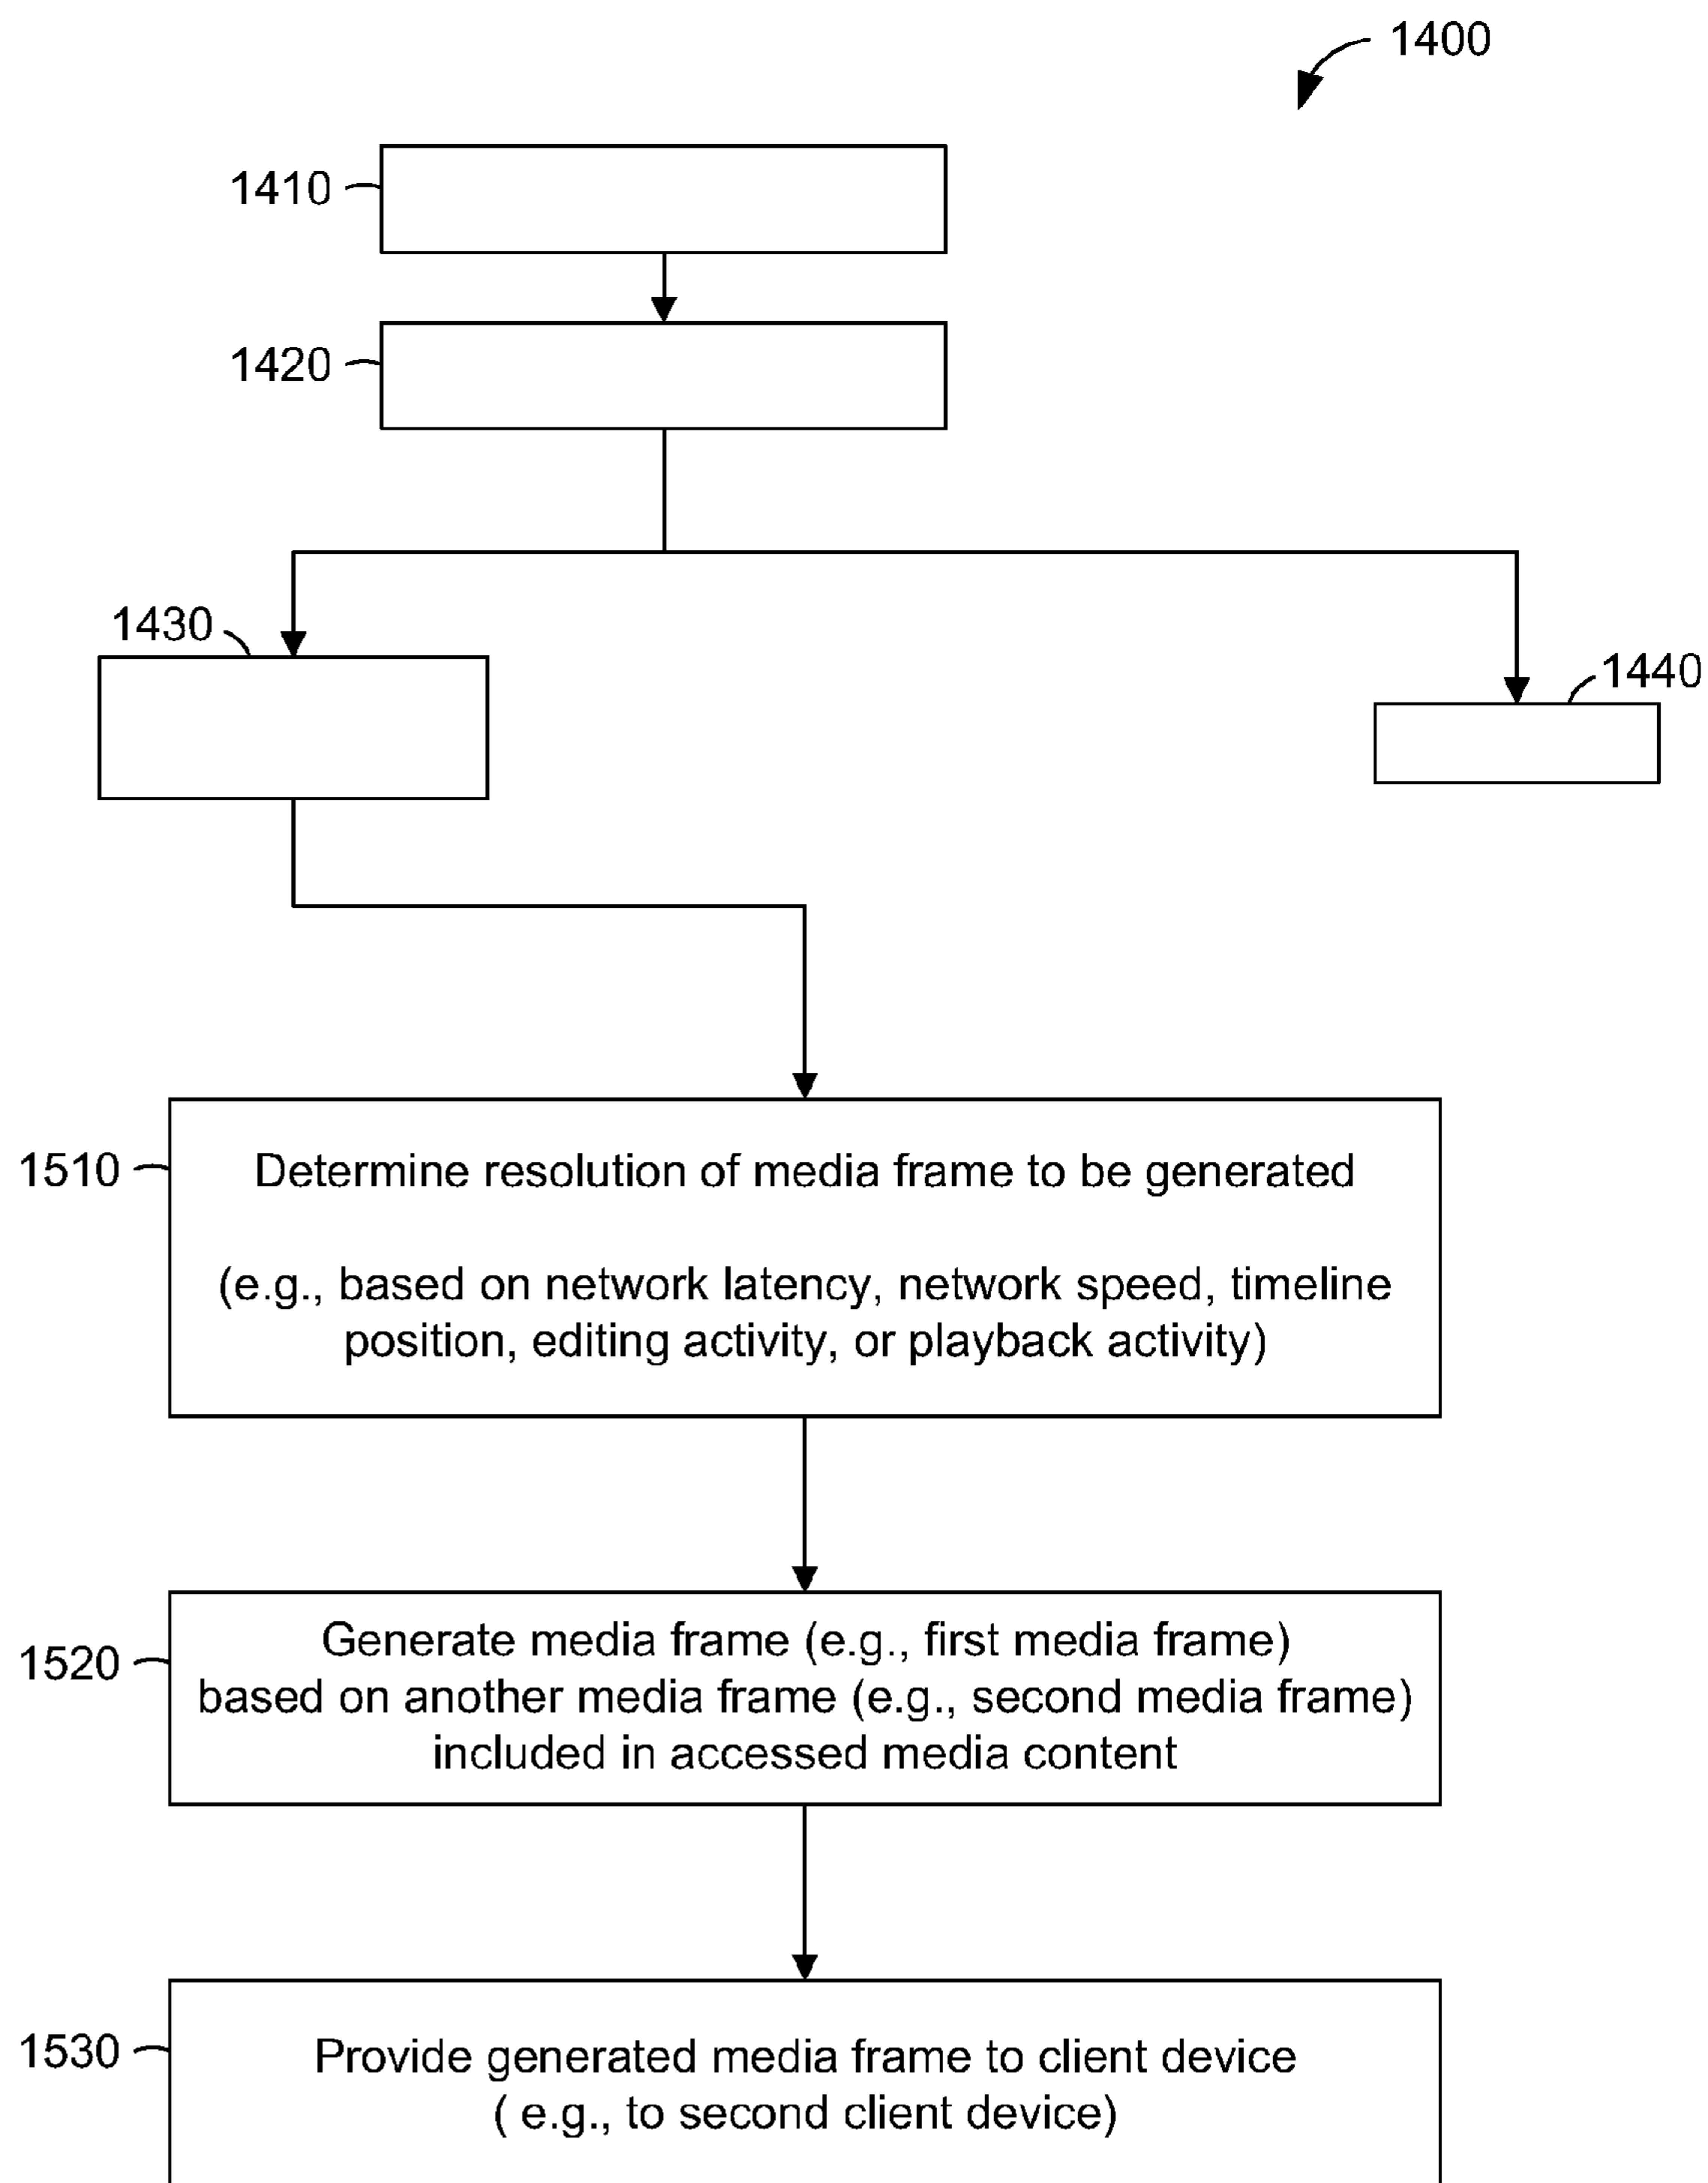 1400
1410
1420
1430
1440
1510
Determine resolution of media frame to be generated
(e.g., based on network latency, network speed, timeline
position, editing activity, or playback activity)
1520
Generate media frame (e.g., first media frame)
based on another media frame (e.g., second media frame)
included in accessed media content
1530
Provide generated media frame to client device
( e.g., to second client device)